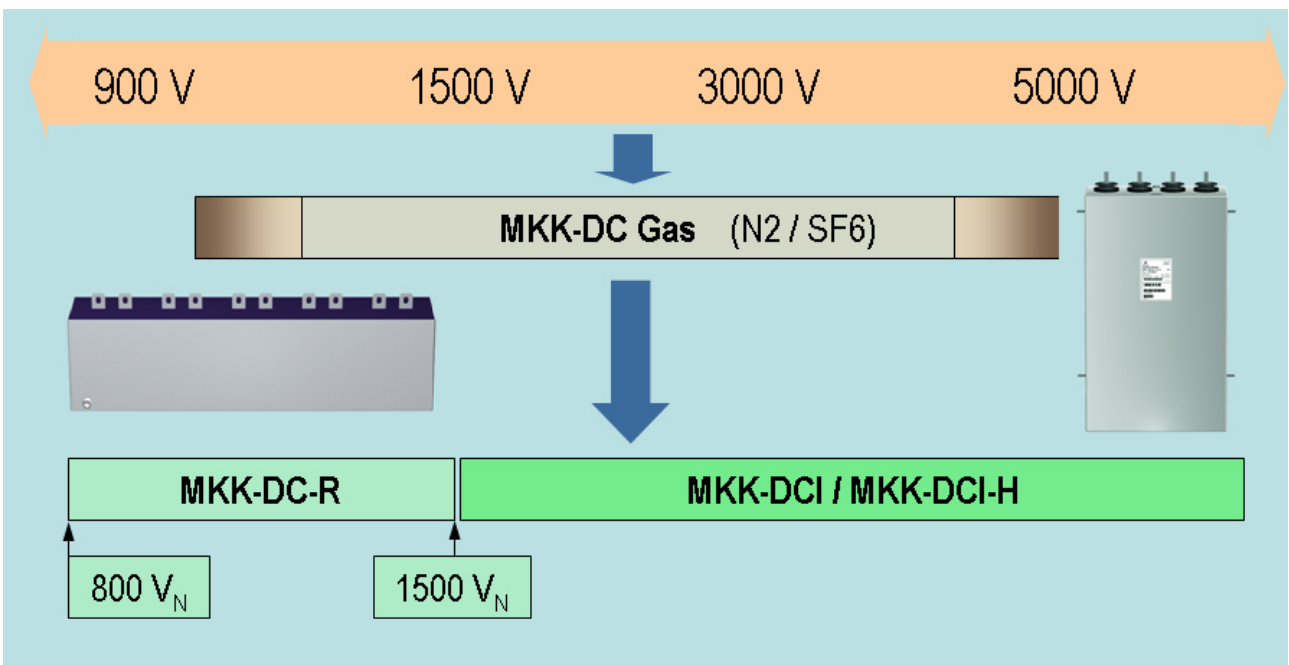 900 V 1500 V 3000 V 5000 V
MKK-DC Gas (N2 / SF6)
MKK-DC-R
MKK-DCI / MKK-DCI-H
800 VN
1500 VN